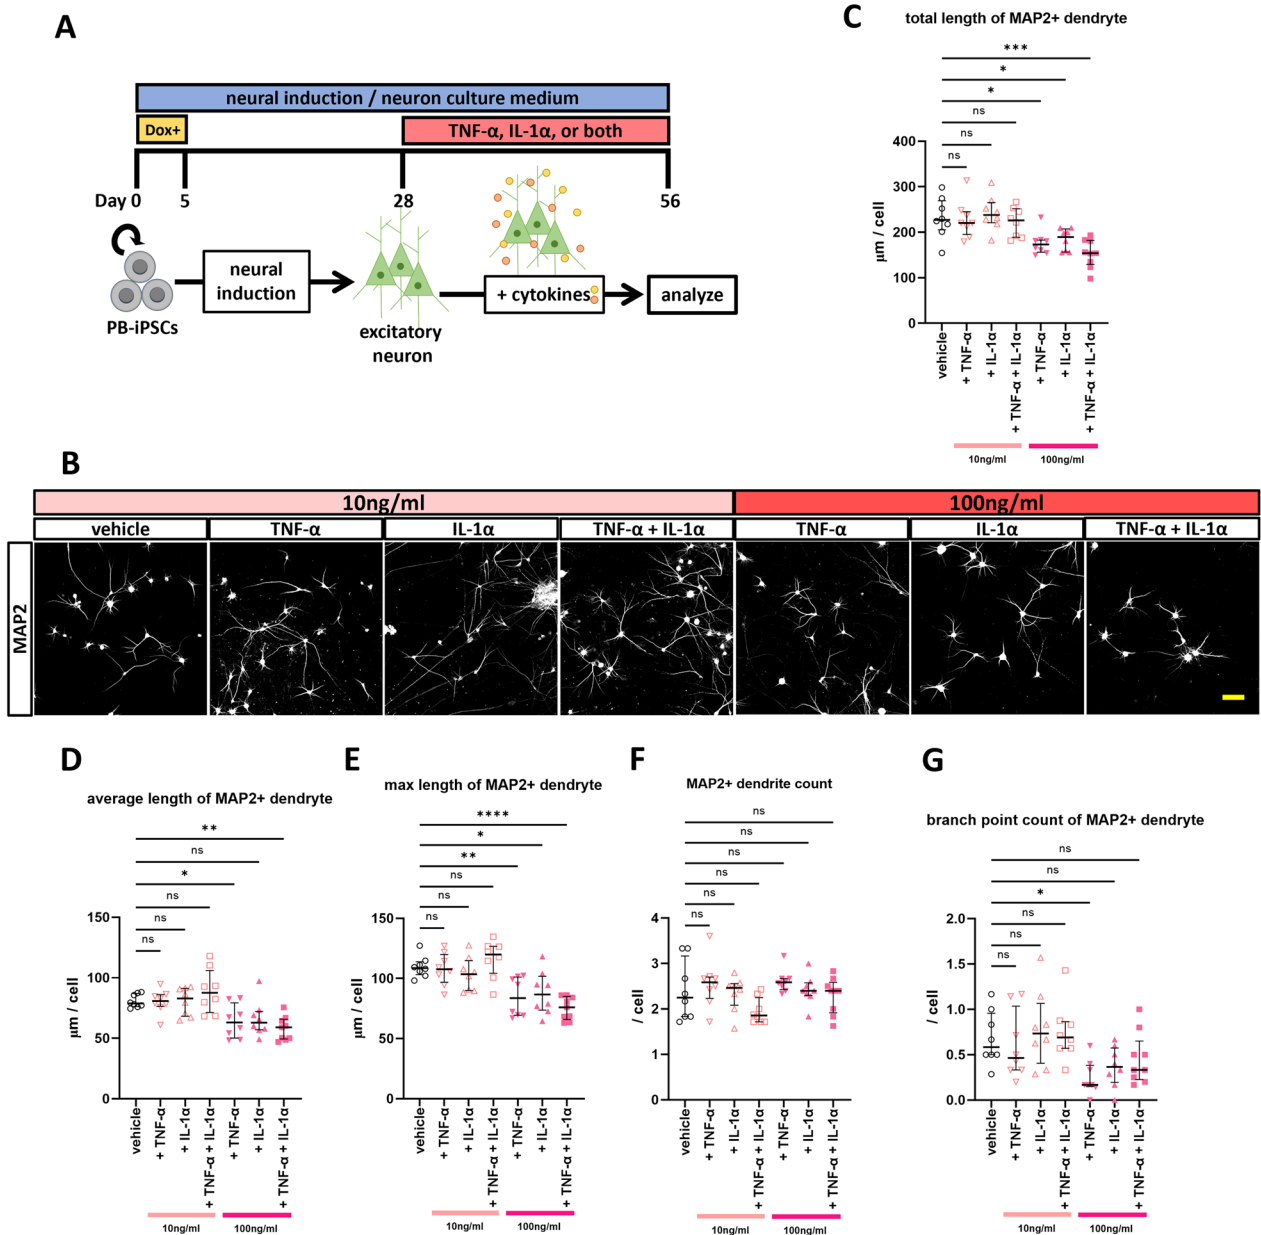 A
neural induction / neuron culture medium
Dox+
TNF-α, IL-1α, or both
Day 0
5
28
56
PB-iPSCs
neural
induction
excitatory
neuron
+ cytokines
analyze
C
total length of MAP2+ dendryte
***
*
*
ns
ns
ns
400
300
200
100
0
μm / cell
vehicle
+ TNF-α
+ IL-1α
+ TNF-α + IL-1α
+ TNF-α
+ IL-1α
+ TNF-α + IL-1α
10ng/ml
100ng/ml
B
10ng/ml
100ng/ml
vehicle
TNF-α
IL-1α
TNF-α + IL-1α
TNF-α
IL-1α
TNF-α + IL-1α
MAP2
D
average length of MAP2+ dendryte
**
ns
*
ns
ns
ns
150
100
50
0
μm / cell
vehicle
+ TNF-α
+ IL-1α
+ TNF-α + IL-1α
+ TNF-α
+ IL-1α
+ TNF-α + IL-1α
10ng/ml
100ng/ml
E
max length of MAP2+ dendryte
****
*
**
ns
ns
ns
150
100
50
0
μm / cell
vehicle
+ TNF-α
+ IL-1α
+ TNF-α + IL-1α
+ TNF-α
+ IL-1α
+ TNF-α + IL-1α
10ng/ml
100ng/ml
F
MAP2+ dendrite count
ns
ns
ns
ns
ns
ns
4
3
2
1
0
/ cell
vehicle
+ TNF-α
+ IL-1α
+ TNF-α + IL-1α
+ TNF-α
+ IL-1α
+ TNF-α + IL-1α
10ng/ml
100ng/ml
G
branch point count of MAP2+ dendryte
ns
ns
*
ns
ns
ns
2.0
1.5
1.0
0.5
0.0
/ cell
vehicle
+ TNF-α
+ IL-1α
+ TNF-α + IL-1α
+ TNF-α
+ IL-1α
+ TNF-α + IL-1α
10ng/ml
100ng/ml